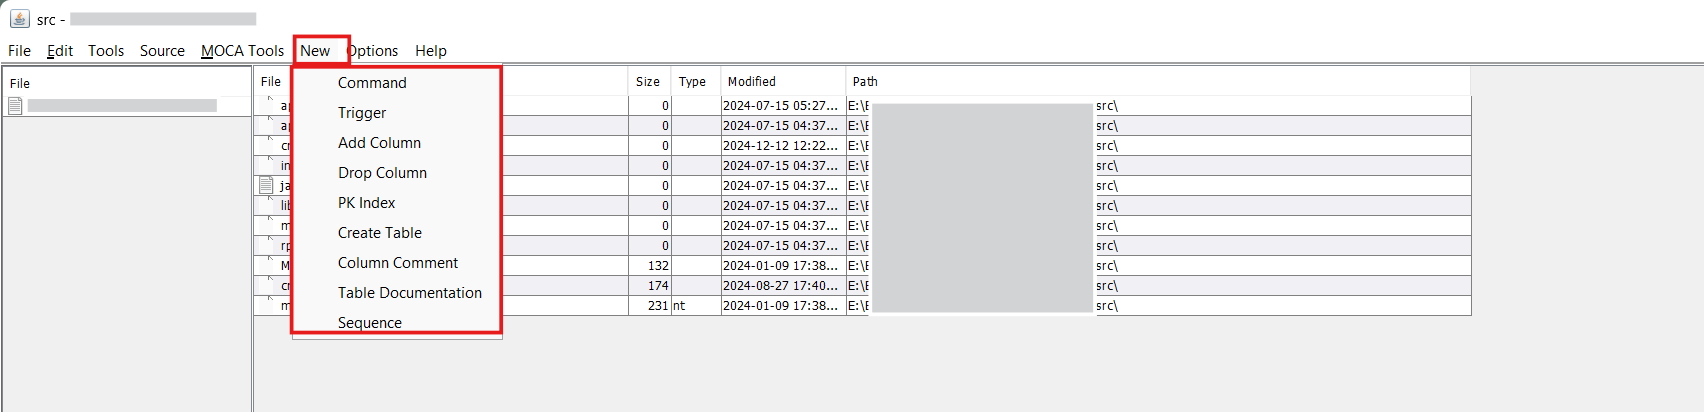 src -
File Edit Tools Source MOCA Tools New Options Help
File
File Size Type Modified Path
Command
Trigger
Add Column
Drop Column
PK Index
Create Table
Column Comment
Table Documentation
Sequence
ap 0 2024-07-15 05:27... E:\E src\
ap 0 2024-07-15 04:37... E:\E src\
cr 0 2024-12-12 12:22... E:\E src\
in 0 2024-07-15 04:37... E:\E src\
ja 0 2024-07-15 04:37... E:\E src\
lib 0 2024-07-15 04:37... E:\E src\
m 0 2024-07-15 04:37... E:\E src\
rp 0 2024-07-15 04:37... E:\E src\
M 132 2024-01-09 17:38... E:\E src\
cr 174 2024-08-27 17:40... E:\E src\
m 231 nt 2024-01-09 17:38... E:\E src\